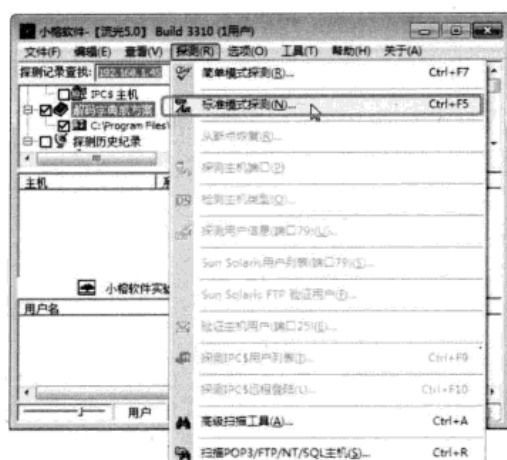 小榕软件-【流光5.0】 Build 3310 (1用户)
文件(F) 编辑(E) 查看(V) 探测(R) 选项(O) 工具(T) 帮助(H) 关于(A)
探测记录查找: 192.168.1.45
简单模式探测(R)... Ctrl+F7
IPC$ 主机
标准模式探测(N)... Ctrl+F5
解码字典或方案
C:\Program Files\
从断点恢复(R)...
探测历史纪录
探测主机端口(P)
主机
检测主机类型(O)...
探测用户信息(端口79)(U)...
Sun Solaris用户列表(端口79)(S)...
小榕软件实验
Sun Solaris FTP 验证用户(F)...
用户名
验证主机用户(端口25)(E)...
探测IPC$用户列表(I)... Ctrl+F9
探测IPC$远程登陆(L)... Ctrl+F10
用户
高级扫描工具(A)... Ctrl+A
扫描POP3/FTP/NT/SQL主机(S)... Ctrl+R